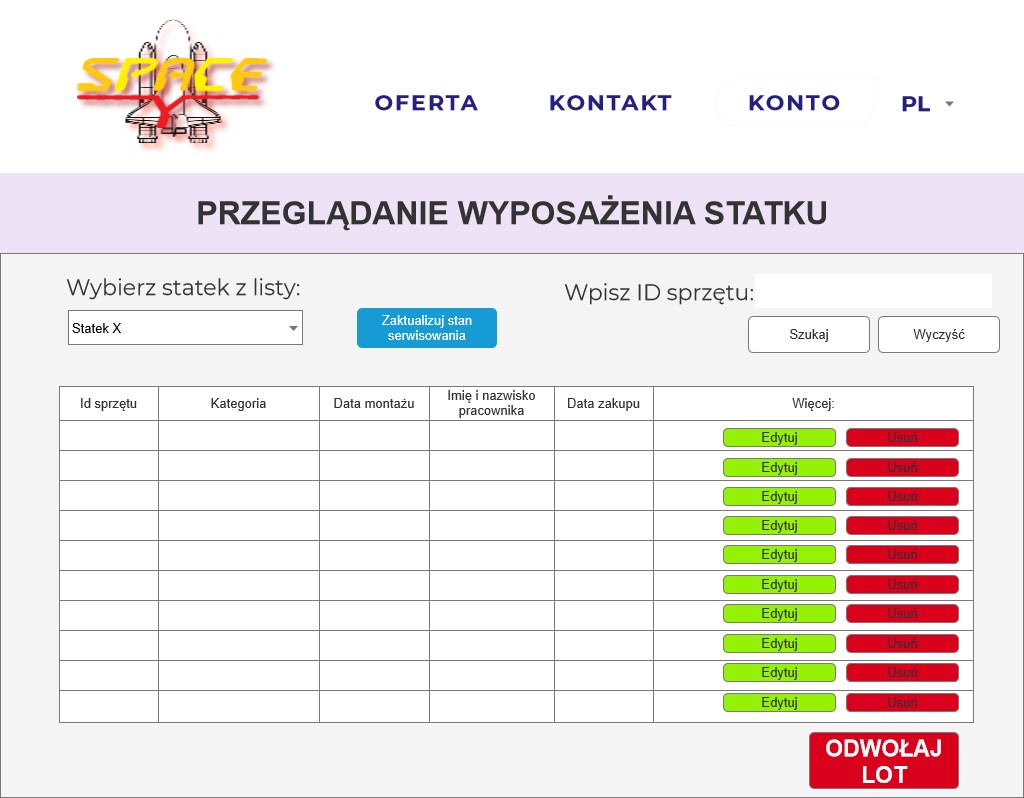 SPACE
Y
OFERTA KONTAKT KONTO PL
PRZEGLĄDANIE WYPOSAŻENIA STATKU
Wybierz statek z listy:
Wpisz ID sprzętu:
Statek X
Zaktualizuj stan
serwisowania
Szukaj Wyczyść
Id sprzętu Kategoria Data montażu Imię i nazwisko
pracownika Data zakupu Więcej:
Edytuj Usuń
Edytuj Usuń
Edytuj Usuń
Edytuj Usuń
Edytuj Usuń
Edytuj Usuń
Edytuj Usuń
Edytuj Usuń
Edytuj Usuń
Edytuj Usuń
ODWOŁAJ
LOT